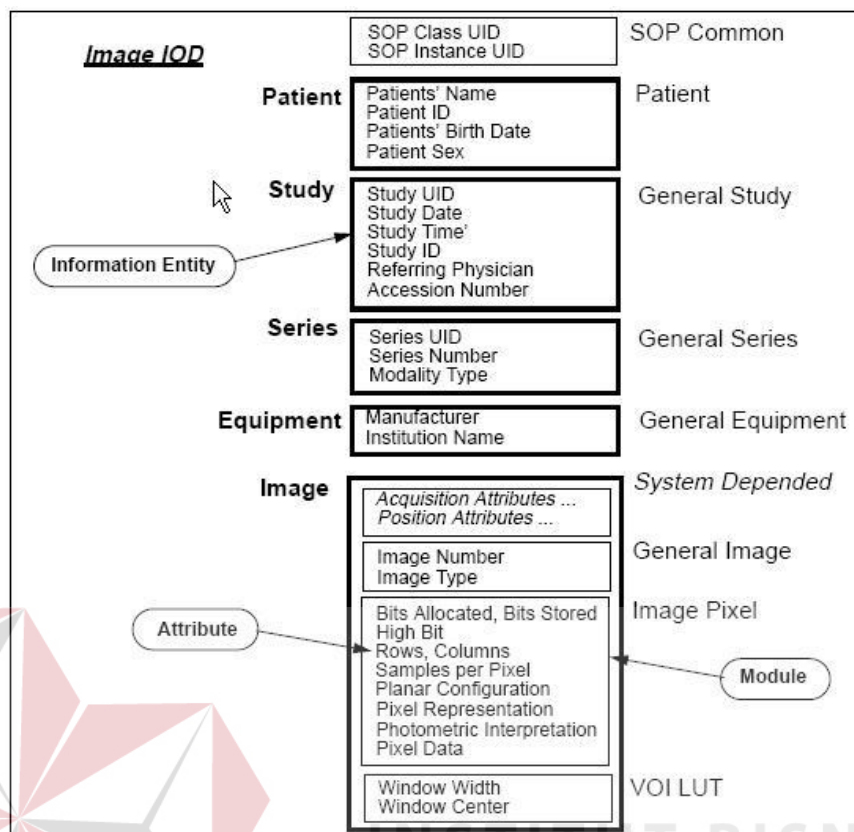 Image IOD
SOP Class UID
SOP Instance UID
SOP Common
Patient
Patients' Name
Patient ID
Patients' Birth Date
Patient Sex
Patient
Study
Study UID
Study Date
Study Time'
Study ID
Referring Physician
Accession Number
General Study
Information Entity
Series
Series UID
Series Number
Modality Type
General Series
Equipment
Manufacturer
Institution Name
General Equipment
Image
Acquisition Attributes ...
Position Attributes ...
System Depended
Image Number
Image Type
General Image
Bits Allocated, Bits Stored
High Bit
Rows, Columns
Samples per Pixel
Planar Configuration
Pixel Representation
Photometric Interpretation
Pixel Data
Image Pixel
Attribute
Module
Window Width
Window Center
VOI LUT